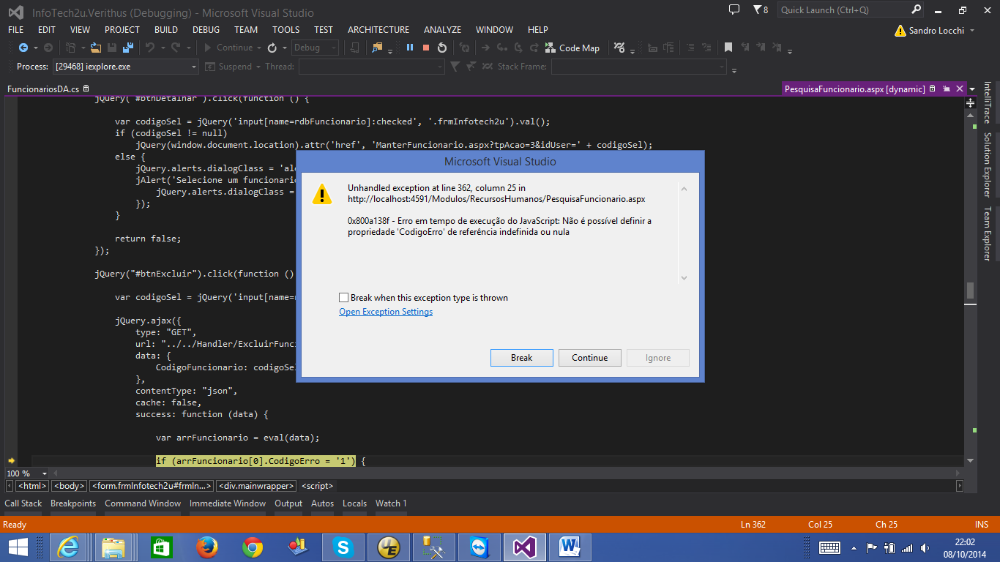 InfoTech2u.Verithus (Debugging) - Microsoft Visual Studio
8
Quick Launch (Ctrl+Q)
FILE EDIT VIEW PROJECT BUILD DEBUG TEAM TOOLS TEST ARCHITECTURE ANALYZE WINDOW HELP
Sandro Locchi
Continue Debug Code Map
Process: [29468] iexplore.exe Suspend Thread: Stack Frame:
FuncionariosDA.cs
PesquisaFuncionario.aspx [dynamic]
jQuery("#btnDetalhar").click(function () {
var codigoSel = jQuery('input[name=rdbFuncionario]:checked', '.frmInfotech2u').val();
if (codigoSel != null)
jQuery(window.document.location).attr('href', 'ManterFuncionario.aspx?tpAcao=3&idUser=' + codigoSel);
else {
jQuery.alerts.dialogClass = 'ale
jAlert('Selecione um funcionario
jQuery.alerts.dialogClass =
});
}
return false;
});
jQuery("#btnExcluir").click(function ()
var codigoSel = jQuery('input[name=r
jQuery.ajax({
type: "GET",
url: "../../Handler/ExcluirFunci
data: {
CodigoFuncionario: codigoSel
},
contentType: "json",
cache: false,
success: function (data) {
var arrFuncionario = eval(data);
if (arrFuncionario[0].CodigoErro = '1') {
Microsoft Visual Studio
Unhandled exception at line 362, column 25 in
http://localhost:4591/Modulos/RecursosHumanos/PesquisaFuncionario.aspx
0x800a138f - Erro em tempo de execução do JavaScript: Não é possível definir a
propriedade 'CodigoErro' de referência indefinida ou nula
Break when this exception type is thrown
Open Exception Settings
Break Continue Ignore
IntelliTrace
Solution Explorer
Team Explorer
100 %
<html> <body> <form.frmInfotech2u#frmIn...> <div.mainwrapper> <script>
Call Stack Breakpoints Command Window Immediate Window Output Autos Locals Watch 1
Ready Ln 362 Col 25 Ch 25 INS
22:02
08/10/2014